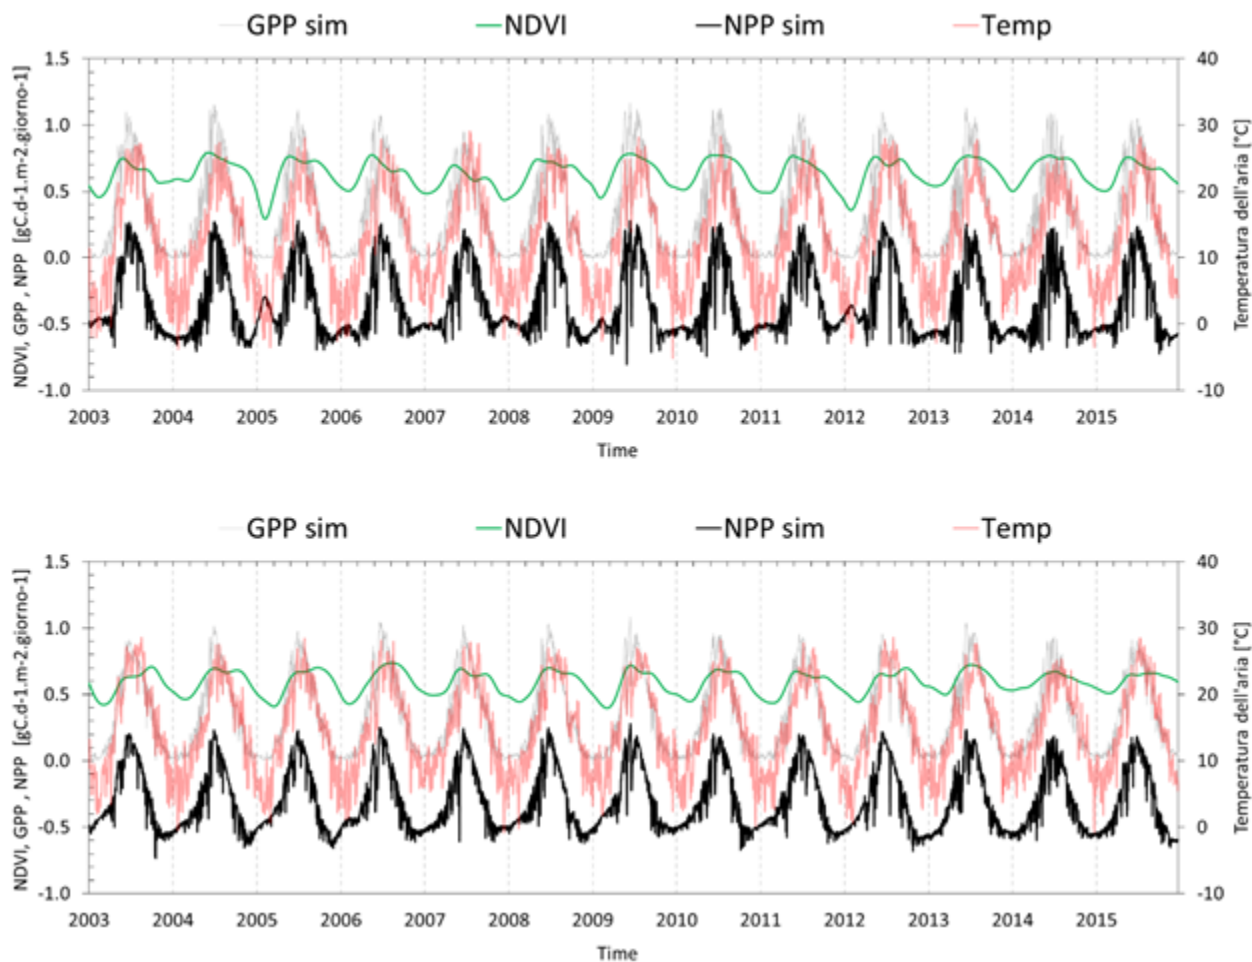 GPP sim NDVI NPP sim Temp
NDVI, GPP , NPP [gC.d-1.m-2.giorno-1]
1.5
1.0
0.5
0.0
-0.5
-1.0
40
30
20
10
0
-10
Temperatura dell'aria [°C]
2003 2004 2005 2006 2007 2008 2009 2010 2011 2012 2013 2014 2015
Time
GPP sim NDVI NPP sim Temp
NDVI, GPP , NPP [gC.d-1.m-2.giorno-1]
1.5
1.0
0.5
0.0
-0.5
-1.0
40
30
20
10
0
-10
Temperatura dell'aria [°C]
2003 2004 2005 2006 2007 2008 2009 2010 2011 2012 2013 2014 2015
Time